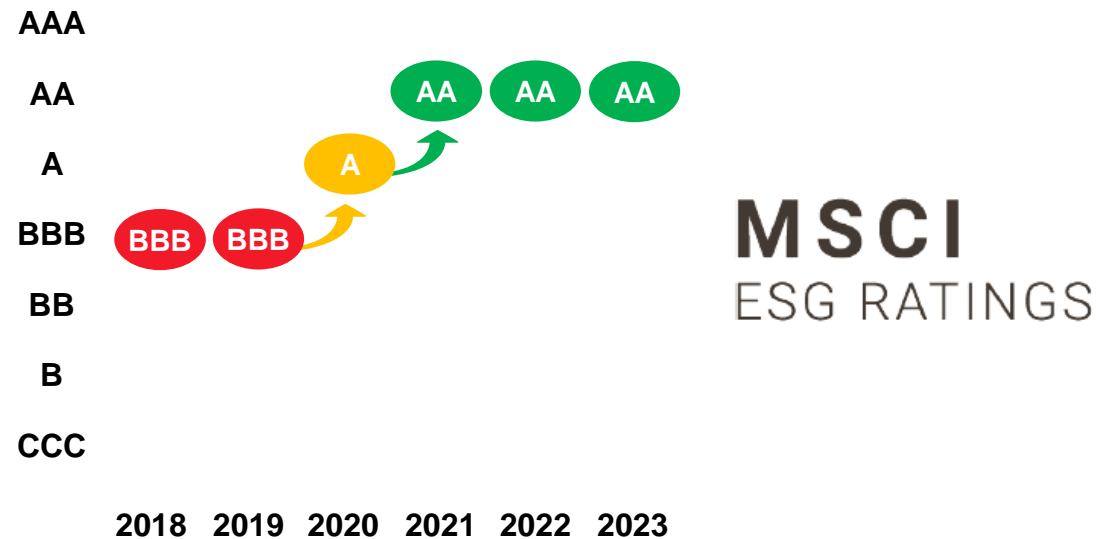 AAA
AA AA AA AA
A A
BBB BBB BBB
BB
B
CCC
2018 2019 2020 2021 2022 2023
MSCI
ESG RATINGS